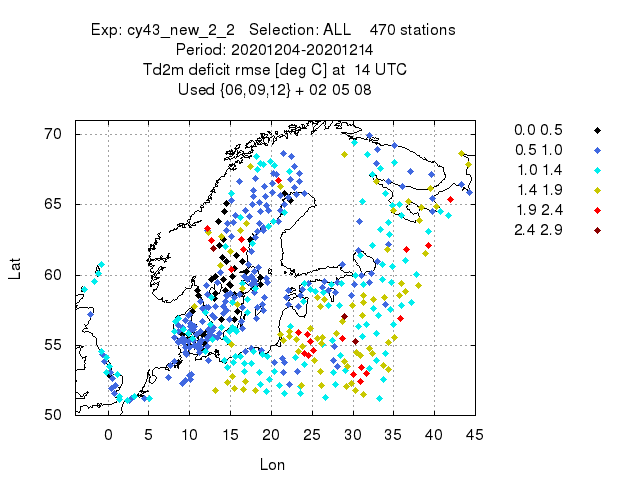 Exp: cy43_new_2_2   Selection: ALL    470 stations
Period: 20201204-20201214
Td2m deficit rmse [deg C] at  14 UTC
Used {06,09,12} + 02 05 08
0.0 0.5
0.5 1.0
1.0 1.4
1.4 1.9
1.9 2.4
2.4 2.9
70
65
60
55
50
Lat
0 5 10 15 20 25 30 35 40 45
Lon